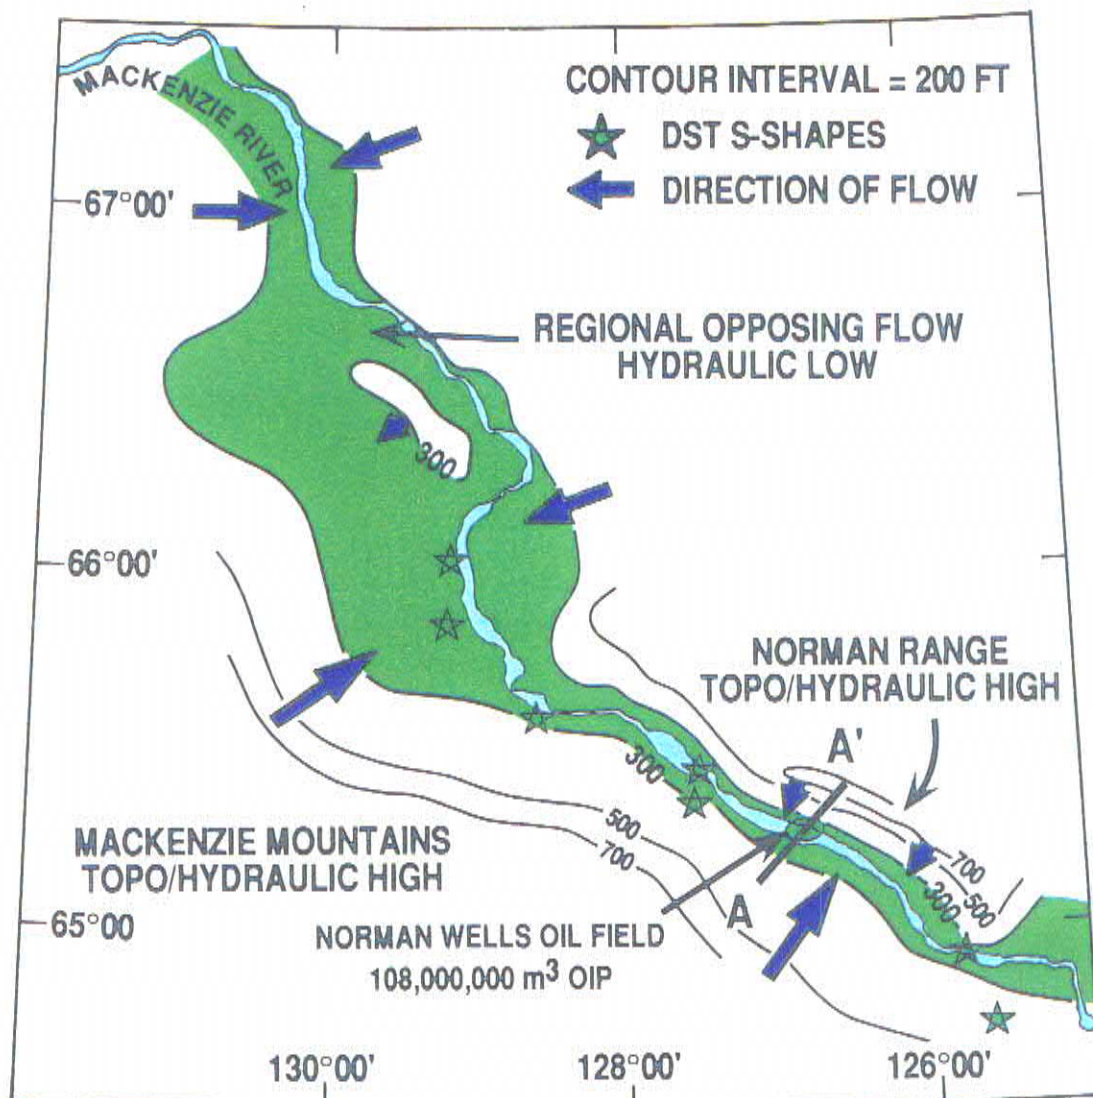 MACKENZIE RIVER
CONTOUR INTERVAL = 200 FT
DST S-SHAPES
DIRECTION OF FLOW
67°00'
REGIONAL OPPOSING FLOW
HYDRAULIC LOW
300
66°00'
NORMAN RANGE
TOPO/HYDRAULIC HIGH
A'
300
500
700
700
500
300
MACKENZIE MOUNTAINS
TOPO/HYDRAULIC HIGH
A
65°00
NORMAN WELLS OIL FIELD
108,000,000 m³ OIP
130°00'
128°00'
126°00'